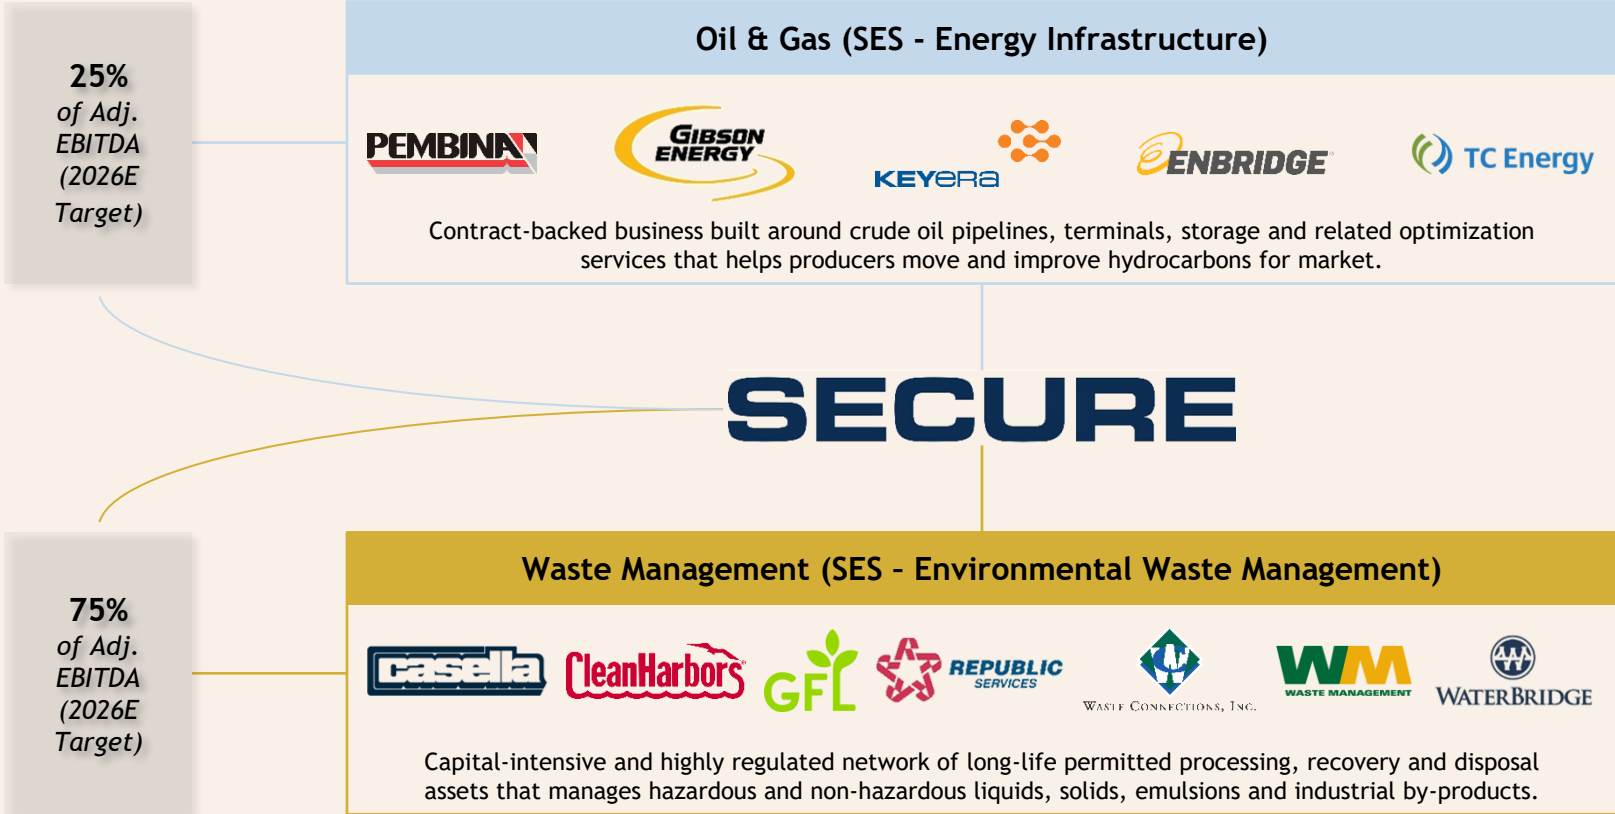 25%
of Adj.
EBITDA
(2026E
Target)
Oil & Gas (SES - Energy Infrastructure)
PEMBINA
GIBSON
ENERGY
KEYERA
ENBRIDGE
TC Energy
Contract-backed business built around crude oil pipelines, terminals, storage and related optimization
services that helps producers move and improve hydrocarbons for market.
SECURE
75%
of Adj.
EBITDA
(2026E
Target)
Waste Management (SES – Environmental Waste Management)
casella
CleanHarbors
GFL
REPUBLIC
SERVICES
WASTE CONNECTIONS, INC.
WM
WASTE MANAGEMENT
WATERBRIDGE
Capital-intensive and highly regulated network of long-life permitted processing, recovery and disposal
assets that manages hazardous and non-hazardous liquids, solids, emulsions and industrial by-products.